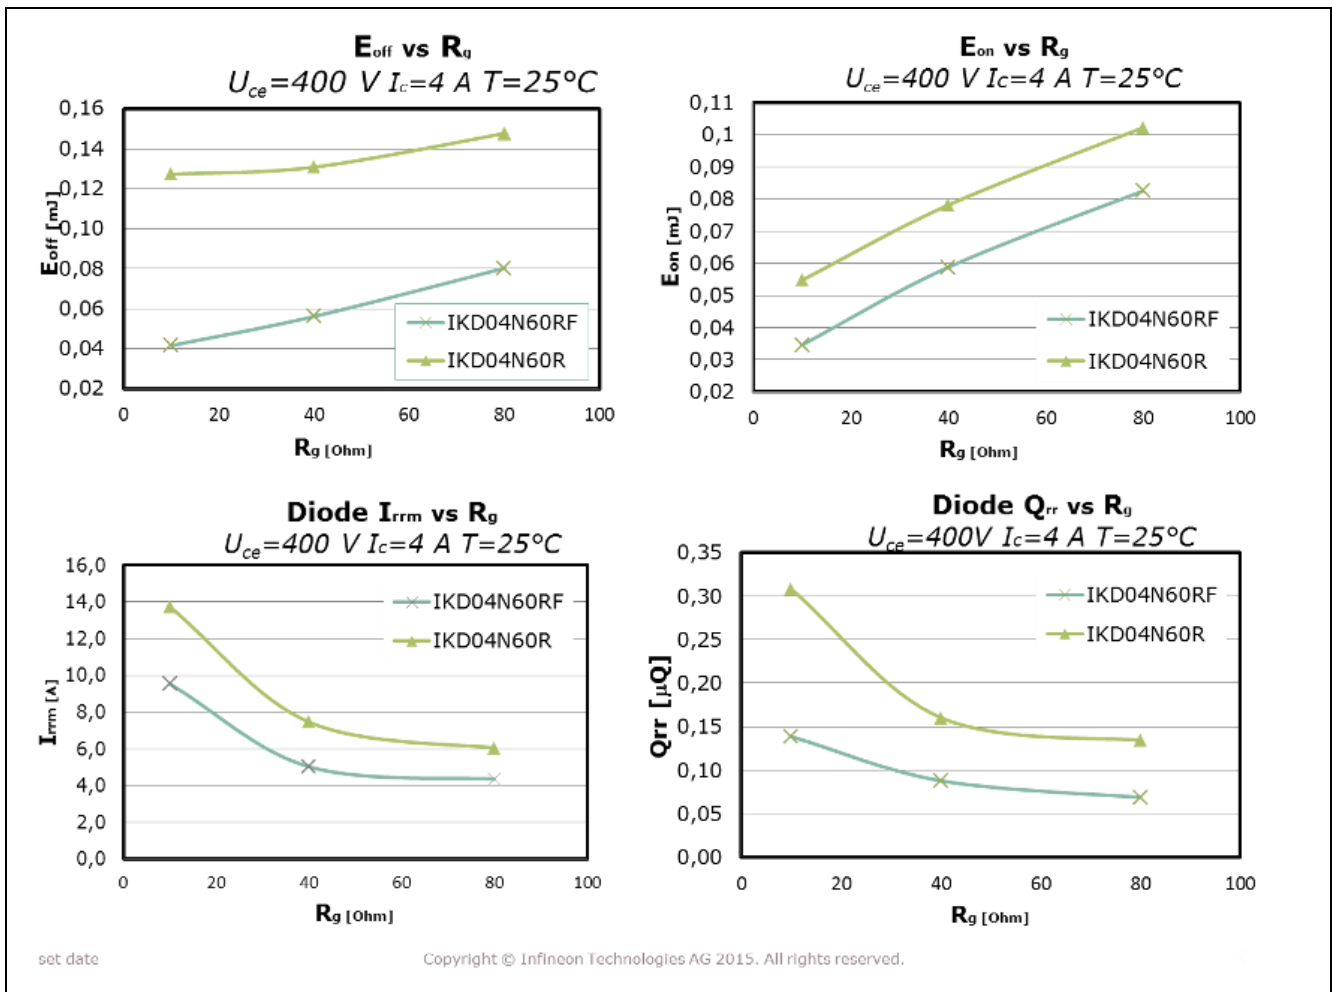 Eoff vs Rg
Uce=400 V Ic=4 A T=25°C
0,16
0,14
0,12
0,10
0,08
0,06
0,04
0,02
Eoff [mJ]
IKD04N60RF
IKD04N60R
0 20 40 60 80 100
Rg [Ohm]
Eon vs Rg
Uce=400 V Ic=4 A T=25°C
0,11
0,1
0,09
0,08
0,07
0,06
0,05
0,04
0,03
0,02
Eon [mJ]
IKD04N60RF
IKD04N60R
0 20 40 60 80 100
Rg [Ohm]
Diode Irrm vs Rg
Uce=400 V Ic=4 A T=25°C
16,0
14,0
12,0
10,0
8,0
6,0
4,0
2,0
0,0
Irrm [A]
IKD04N60RF
IKD04N60R
0 20 40 60 80 100
Rg [Ohm]
Diode Qrr vs Rg
Uce=400V Ic=4 A T=25°C
0,35
0,30
0,25
0,20
0,15
0,10
0,05
0,00
Qrr [µQ]
IKD04N60RF
IKD04N60R
0 20 40 60 80 100
Rg [Ohm]
set date
Copyright © Infineon Technologies AG 2015. All rights reserved.